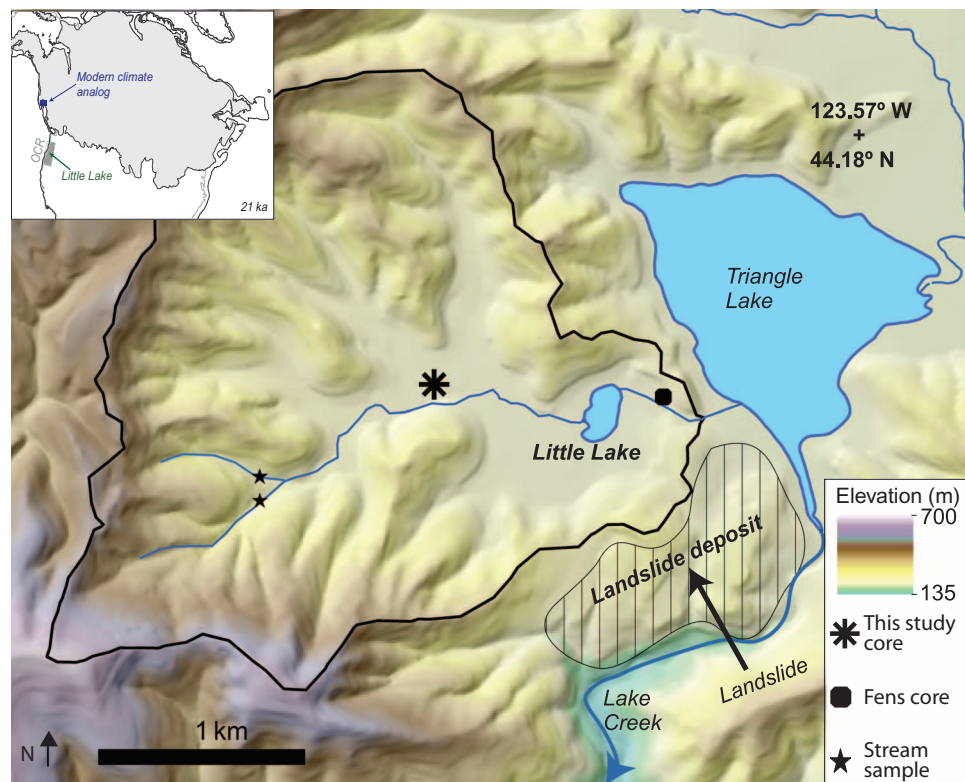 Modern climate
analog
OCR
Little Lake
21 ka
123.57º W
+
44.18º N
Triangle
Lake
Little Lake
Landslide deposit
Landslide
Lake
Creek
1 km
N
Elevation (m)
700
135
This study
core
Fens core
Stream
sample